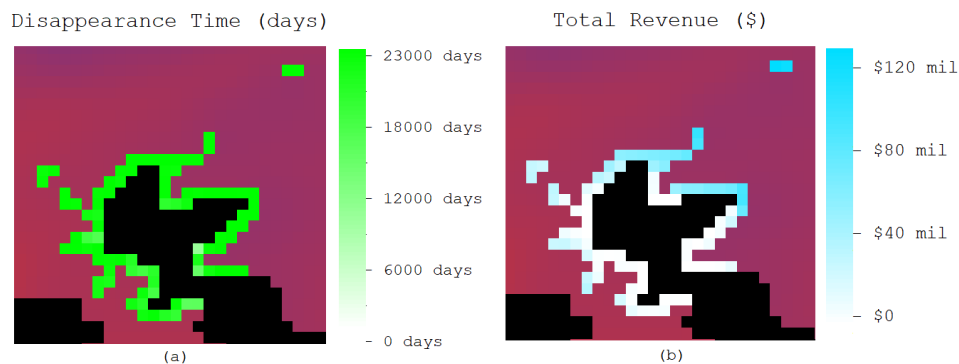 Disappearance Time (days)
23000 days
18000 days
12000 days
6000 days
0 days
(a)
Total Revenue ($)
$120 mil
$80 mil
$40 mil
$0
(b)